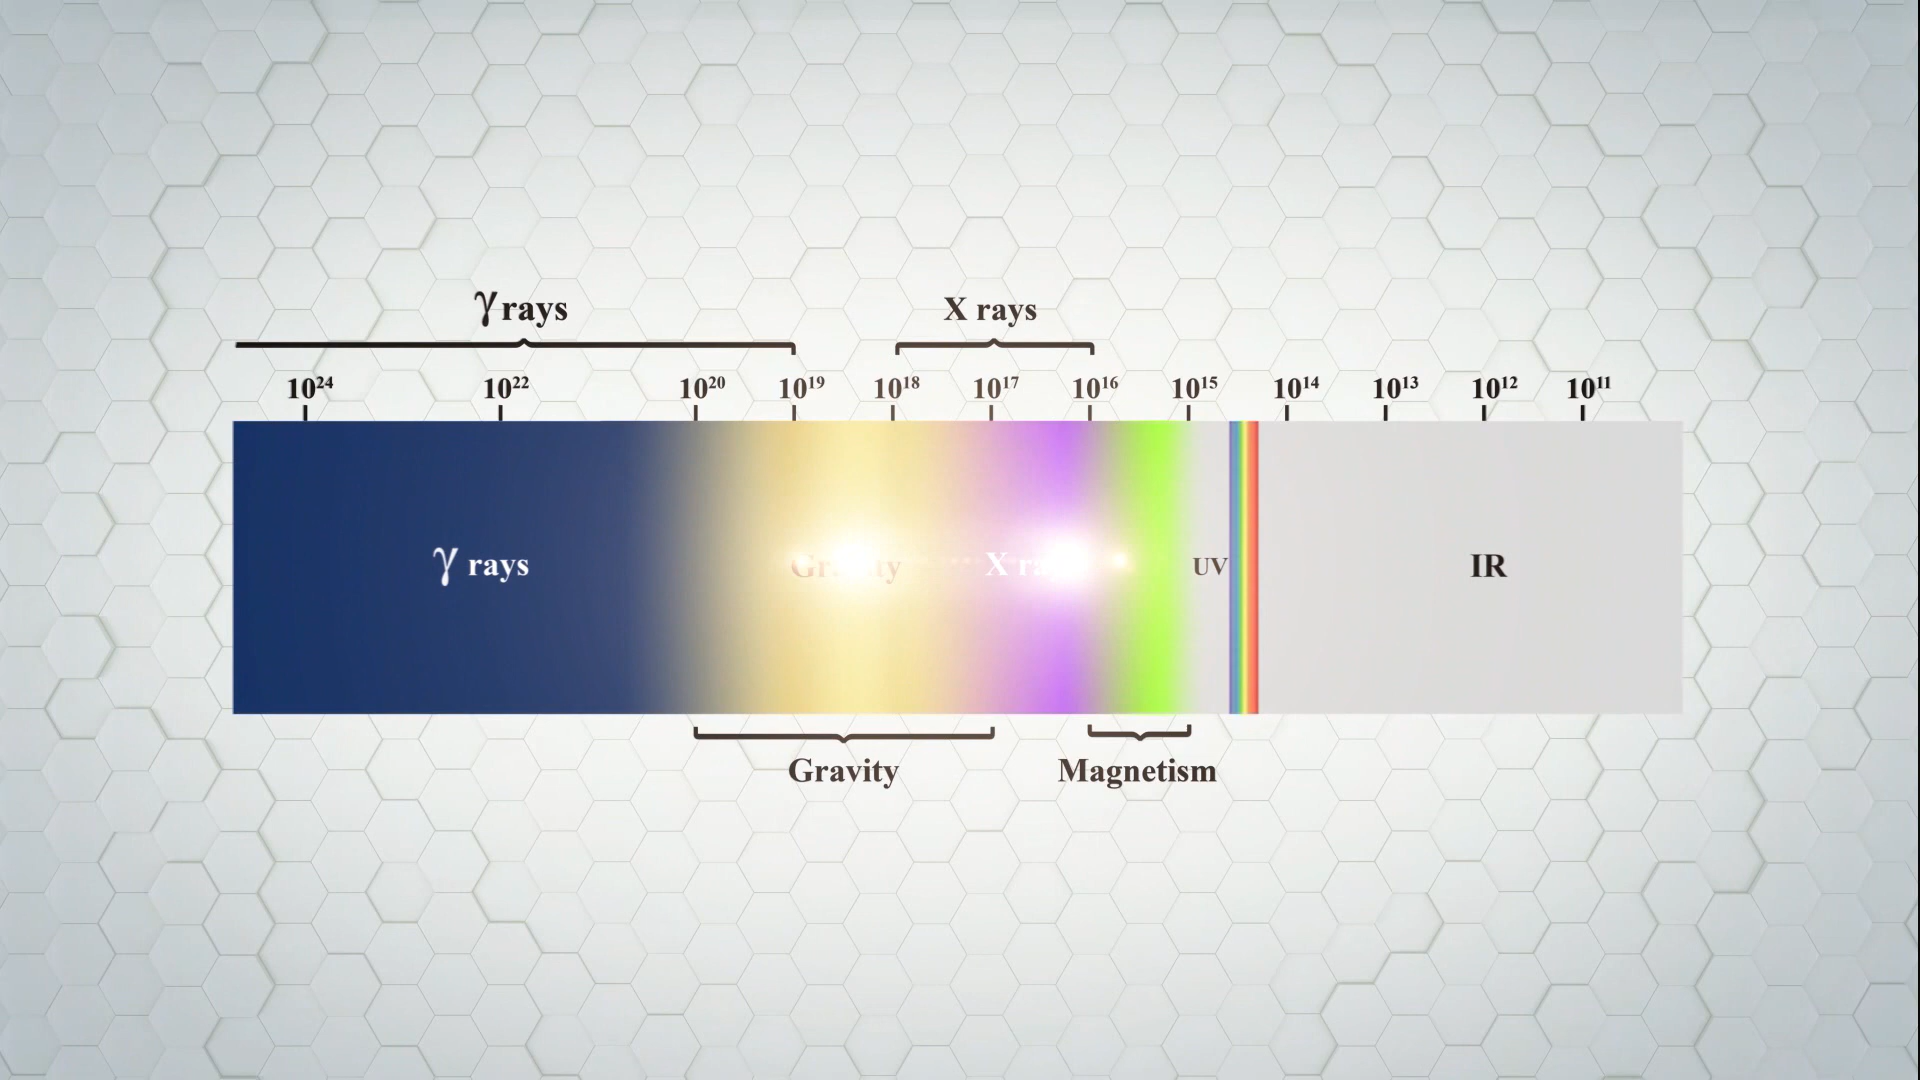 γ rays X rays
10²⁴ 10²² 10²⁰ 10¹⁹ 10¹⁸ 10¹⁷ 10¹⁶ 10¹⁵ 10¹⁴ 10¹³ 10¹² 10¹¹
γ rays X UV IR
Gravity Magnetism